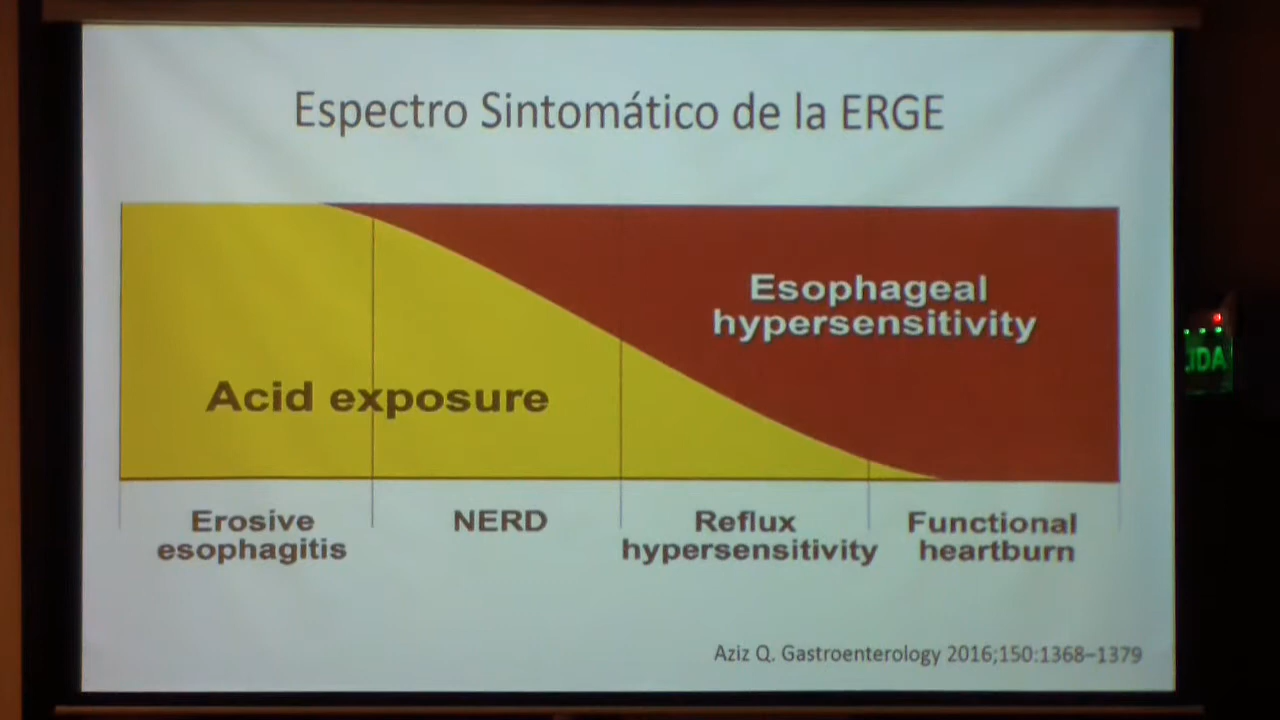 Espectro Sintomático de la ERGE
Esophageal
hypersensitivity
Acid exposure
Erosive
esophagitis
NERD
Reflux
hypersensitivity
Functional
heartburn
Aziz Q. Gastroenterology 2016;150:1368–1379
IDA